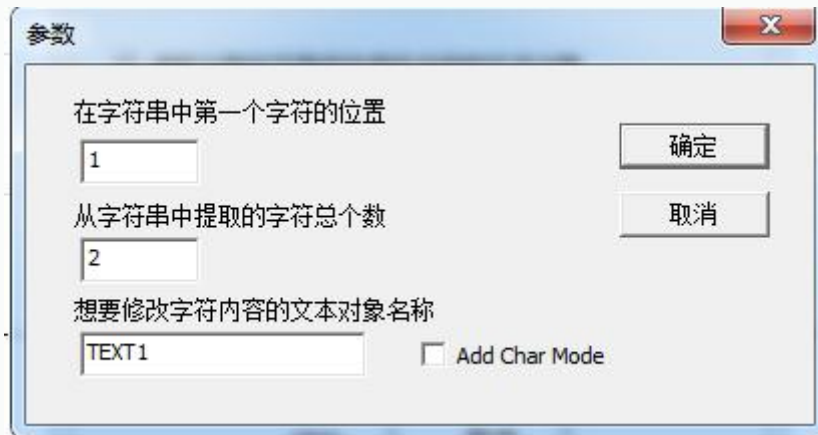 参数
在字符串中第一个字符的位置
1
确定
从字符串中提取的字符总个数
取消
2
想要修改字符内容的文本对象名称
TEXT1
Add Char Mode